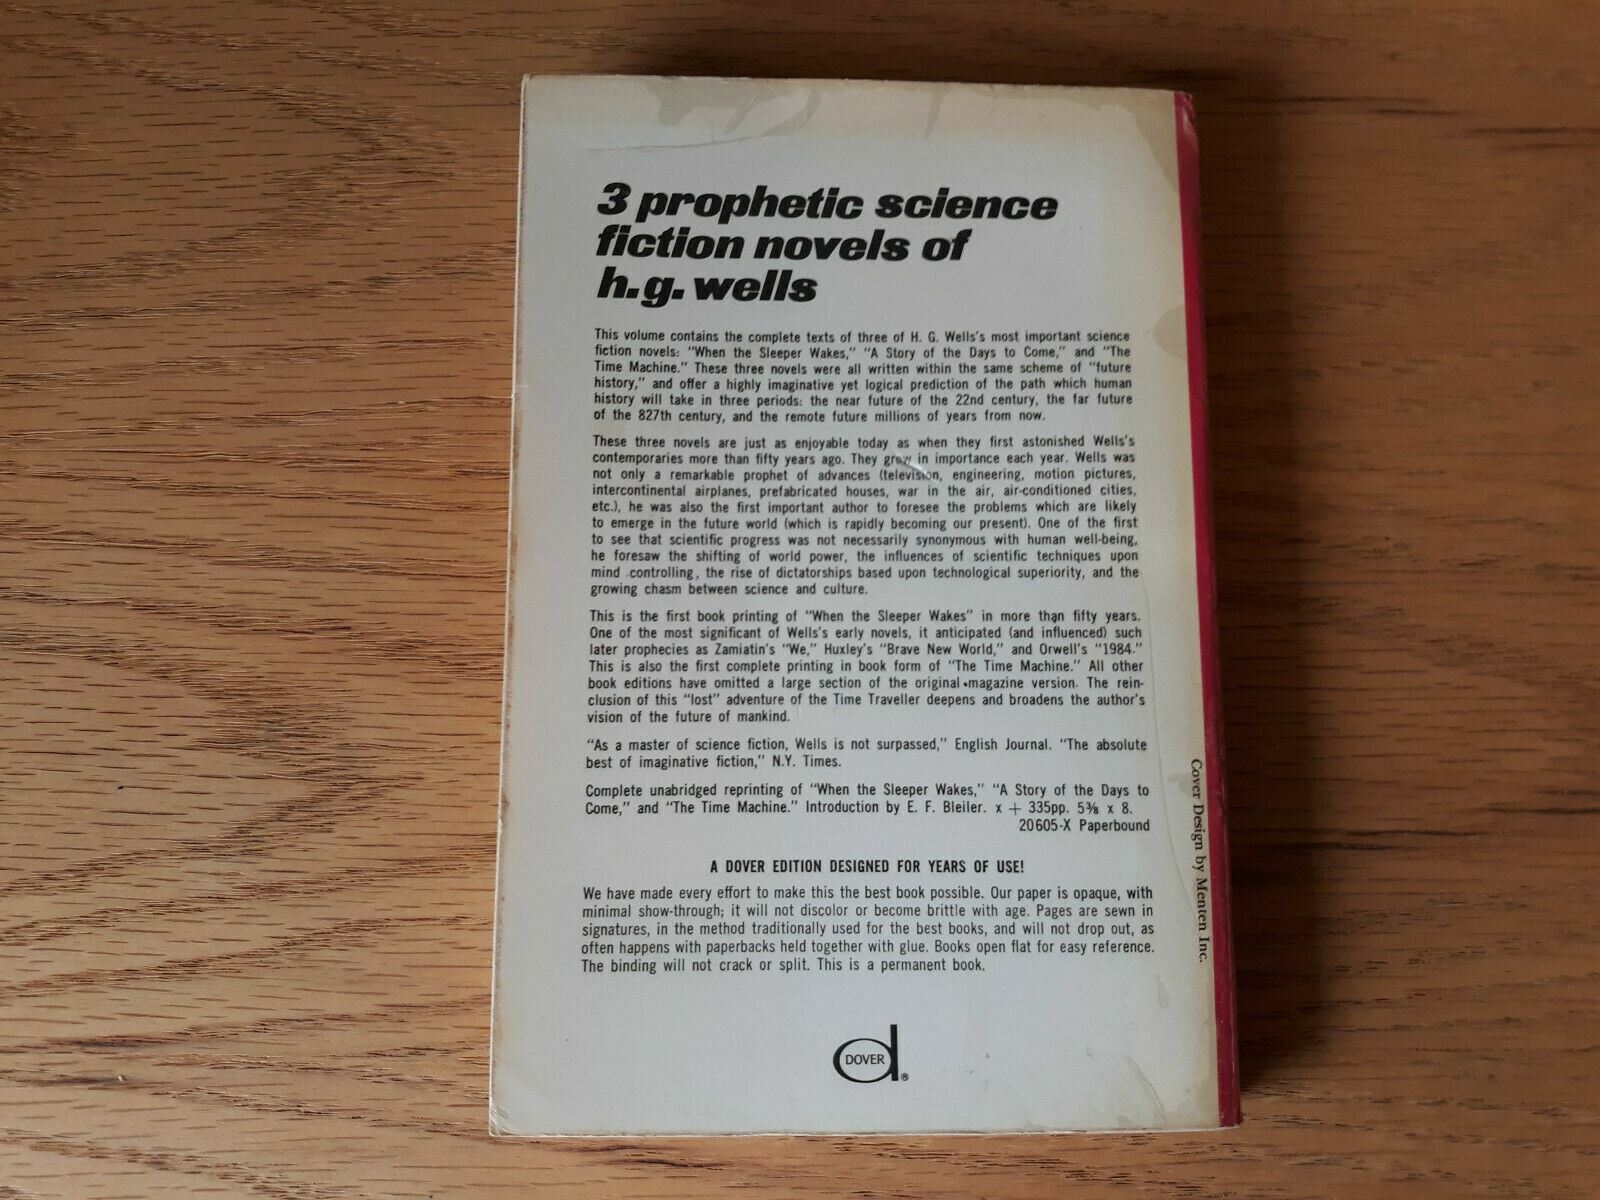 3 prophetic science
fiction novels of
h.g. wells
This volume contains the complete texts of three of H. G. Wells's most important science
fiction novels: "When the Sleeper Wakes," "A Story of the Days to Come," and "The
Time Machine." These three novels were all written within the same scheme of "future
history," and offer a highly imaginative yet logical prediction of the path which human
history will take in three periods: the near future of the 22nd century, the far future
of the 827th century, and the remote future millions of years from now.
These three novels are just as enjoyable today as when they first astonished Wells's
contemporaries more than fifty years ago. They grow in importance each year. Wells was
not only a remarkable prophet of advances (television, engineering, motion pictures,
intercontinental airplanes, prefabricated houses, war in the air, air-conditioned cities,
etc.), he was also the first important author to foresee the problems which are likely
to emerge in the future world (which is rapidly becoming our present). One of the first
to see that scientific progress was not necessarily synonymous with human well-being,
he foresaw the shifting of world power, the influences of scientific techniques upon
mind controlling, the rise of dictatorships based upon technological superiority, and the
growing chasm between science and culture.
This is the first book printing of "When the Sleeper Wakes" in more than fifty years.
One of the most significant of Wells's early novels, it anticipated (and influenced) such
later prophecies as Zamiatin's "We," Huxley's "Brave New World," and Orwell's "1984."
This is also the first complete printing in book form of "The Time Machine." All other
book editions have omitted a large section of the original magazine version. The rein-
clusion of this "lost" adventure of the Time Traveller deepens and broadens the author's
vision of the future of mankind.
"As a master of science fiction, Wells is not surpassed," English Journal. "The absolute
best of imaginative fiction," N.Y. Times.
Complete unabridged reprinting of "When the Sleeper Wakes," "A Story of the Days to
Come," and "The Time Machine." Introduction by E. F. Bleiler. x + 335pp. 5⅜ x 8.
20605-X Paperbound
A DOVER EDITION DESIGNED FOR YEARS OF USE!
We have made every effort to make this the best book possible. Our paper is opaque, with
minimal show-through; it will not discolor or become brittle with age. Pages are sewn in
signatures, in the method traditionally used for the best books, and will not drop out, as
often happens with paperbacks held together with glue. Books open flat for easy reference.
The binding will not crack or split. This is a permanent book.
DOVER ®
Cover Design by Menten Inc.